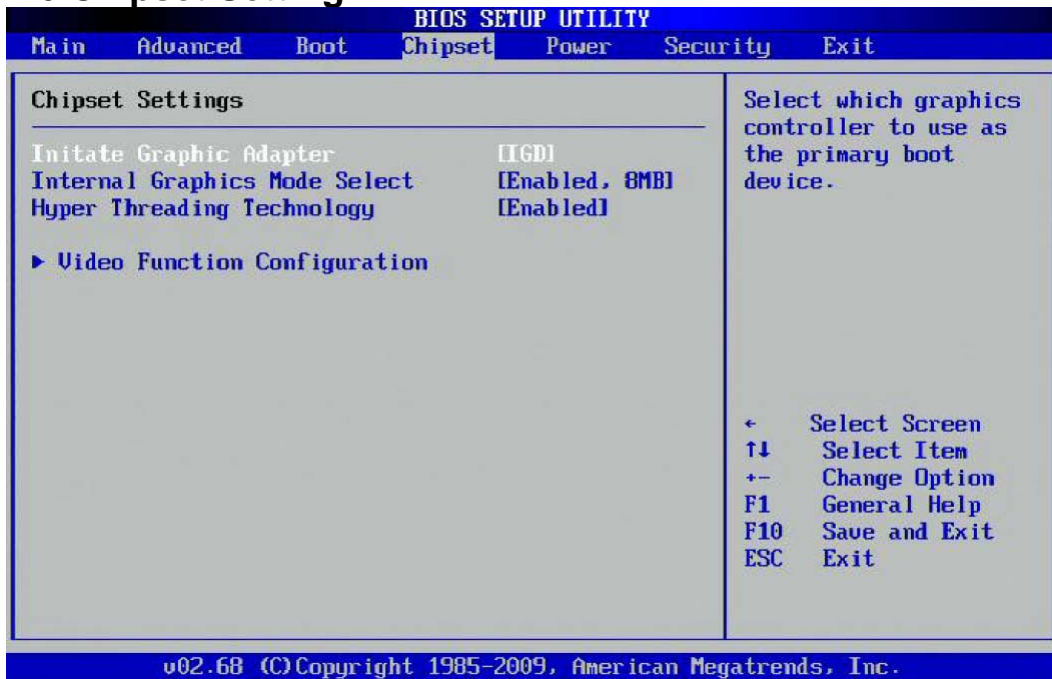 BIOS SETUP UTILITY
Main Advanced Boot Chipset Power Security Exit
Chipset Settings
Initate Graphic Adapter [IGD]
Internal Graphics Mode Select [Enabled, 8MB]
Hyper Threading Technology [Enabled]
▶ Video Function Configuration
Select which graphics
controller to use as
the primary boot
device.
← Select Screen
↑↓ Select Item
+- Change Option
F1 General Help
F10 Save and Exit
ESC Exit
v02.68 (C)Copyright 1985-2009, American Megatrends, Inc.